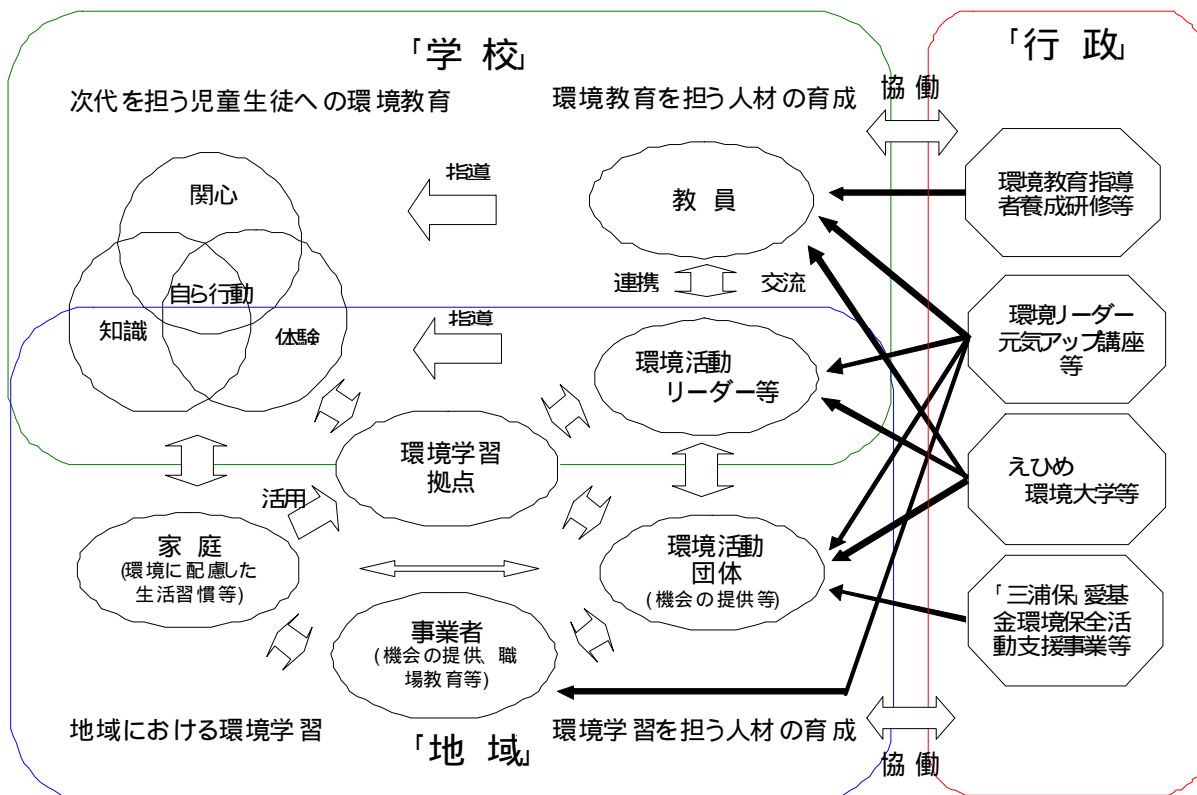 「学 校」
「行 政」
次代を担う児童生徒への環境教育
環境教育を担う人材の育成
協 働
関心
指導
教 員
環境教育指導
者養成研修等
自ら行動
連携
交流
知識
体験
指導
環境活動
リーダー等
環境リーダー
元気アップ講座
等
環境学習
拠点
えひめ
環境大学等
活用
家 庭
(環境に配慮した
生活習慣等)
環境活動
団体
(機会の提供等)
「三浦保」愛基
金環境保全活
動支援事業等
事業者
(機会の提供、職
場教育等)
地域における環境学習
「地 域」
環境学習を担う人材の育成
協 働